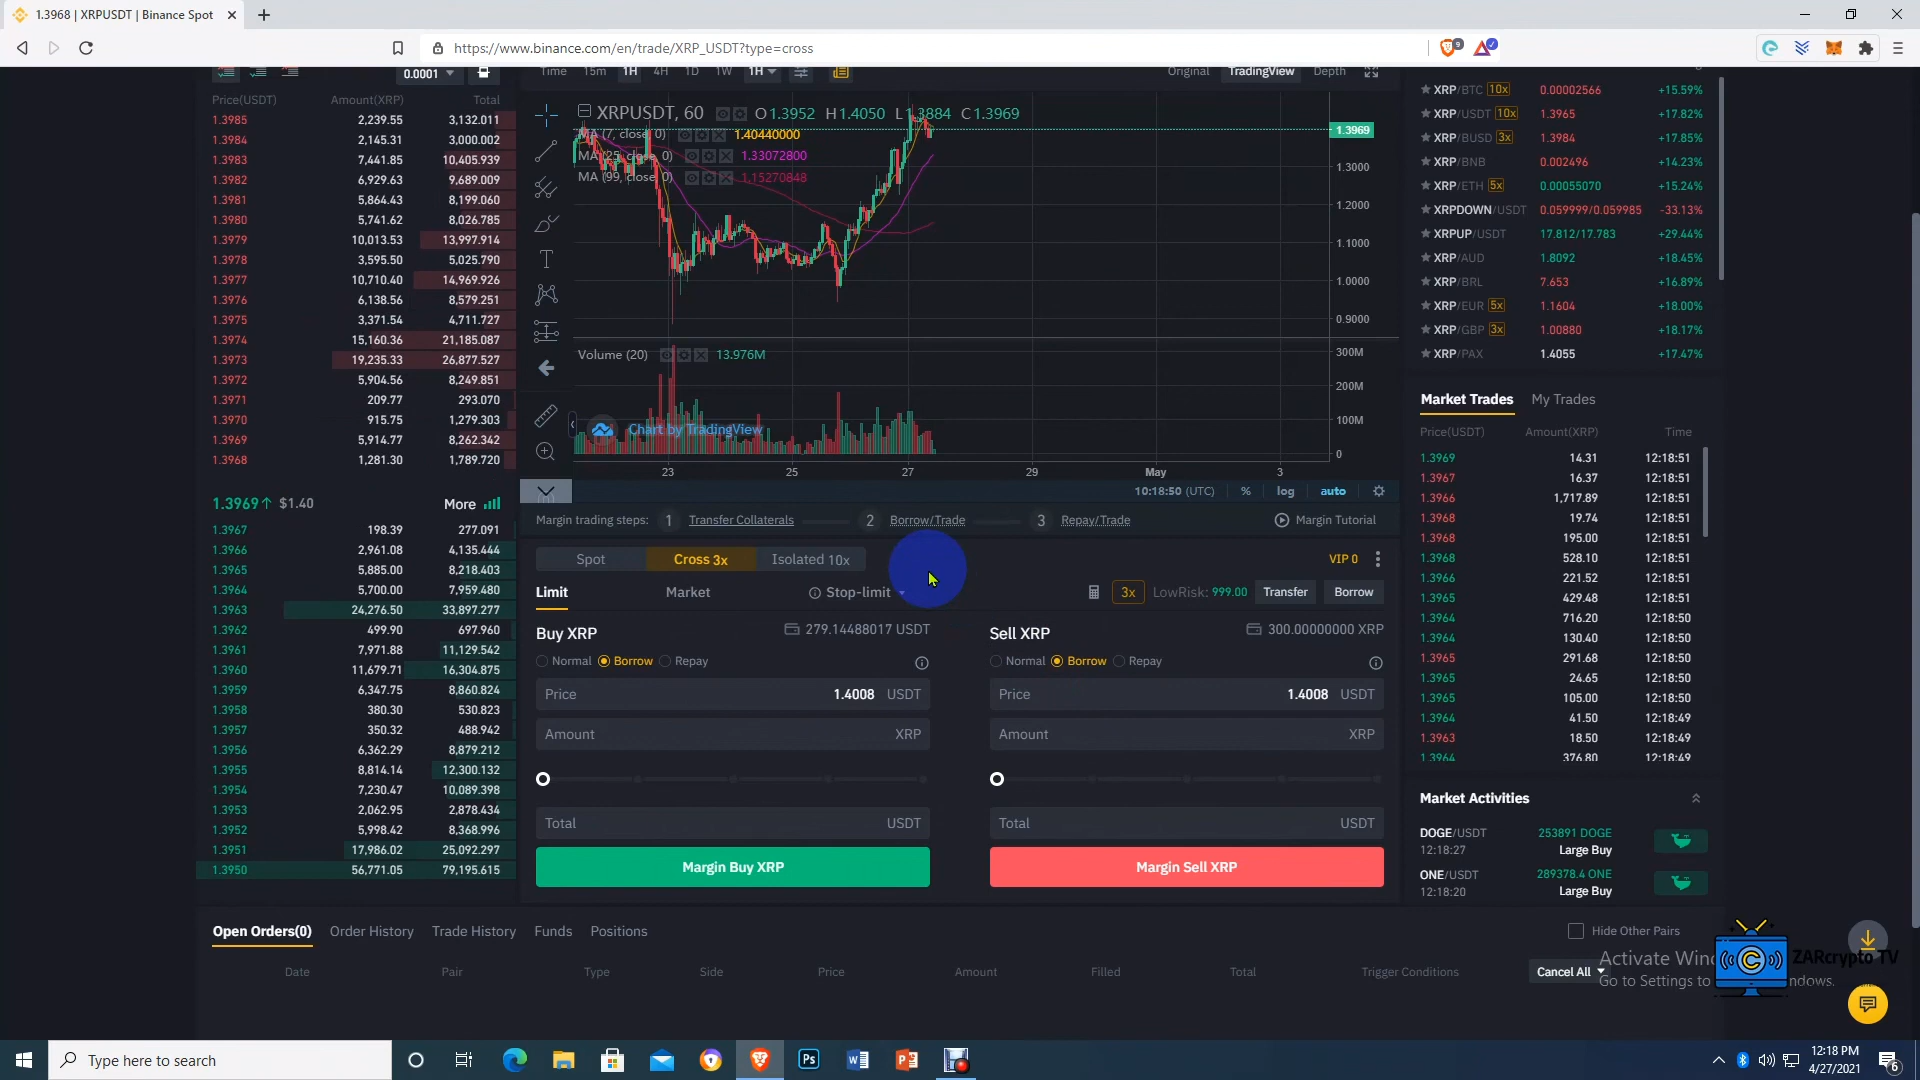 1.3968 | XRPUSDT | Binance Spot
https://www.binance.com/en/trade/XRP_USDT?type=cross
0.0001
Price(USDT) Amount(XRP) Total
1.3985 2,239.55 3,132.011
1.3984 2,145.31 3,000.002
1.3983 7,441.85 10,405.939
1.3982 6,929.63 9,689.009
1.3981 5,864.43 8,199.060
1.3980 5,741.62 8,026.785
1.3979 10,013.53 13,997.914
1.3978 3,595.50 5,025.790
1.3977 10,710.40 14,969.926
1.3976 6,138.56 8,579.251
1.3975 3,371.54 4,711.727
1.3974 15,160.36 21,185.087
1.3973 19,235.33 26,877.527
1.3972 5,904.56 8,249.851
1.3971 209.77 293.070
1.3970 915.75 1,279.303
1.3969 5,914.77 8,262.342
1.3968 1,281.30 1,789.720
1.3969↑ $1.40 More
1.3967 198.39 277.091
1.3966 2,961.08 4,135.444
1.3965 5,885.00 8,218.403
1.3964 5,700.00 7,959.480
1.3963 24,276.50 33,897.277
1.3962 499.90 697.960
1.3961 7,971.88 11,129.542
1.3960 11,679.71 16,304.875
1.3959 6,347.75 8,860.824
1.3958 380.30 530.823
1.3957 350.32 488.942
1.3956 6,362.29 8,879.212
1.3955 8,814.14 12,300.132
1.3954 7,230.47 10,089.398
1.3953 2,062.95 2,878.434
1.3952 5,998.42 8,368.996
1.3951 17,986.02 25,092.297
1.3950 56,771.05 79,195.615
Time 15m 1H 4H 1D 1W 1H Original TradingView Depth
XRPUSDT, 60 O1.3952 H1.4050 L1.3884 C1.3969
MA (7, close, 0) 1.40440000
MA (25, close, 0) 1.33072800
MA (99, close, 0) 1.15270848
1.3969
1.3000
1.2000
1.1000
1.0000
0.9000
Volume (20) 13.976M
300M
200M
100M
0
Chart by TradingView
23 25 27 29 May 3
10:18:50 (UTC) % log auto
Margin trading steps: 1 Transfer Collaterals 2 Borrow/Trade 3 Repay/Trade Margin Tutorial
Spot Cross 3x Isolated 10x VIP 0
Limit Market Stop-limit 3x LowRisk: 999.00 Transfer Borrow
Buy XRP 279.14488017 USDT
Normal Borrow Repay
Price 1.4008 USDT
Amount XRP
Total USDT
Margin Buy XRP
Sell XRP 300.00000000 XRP
Normal Borrow Repay
Price 1.4008 USDT
Amount XRP
Total USDT
Margin Sell XRP
XRP/BTC 10x 0.00002566 +15.59%
XRP/USDT 10x 1.3965 +17.82%
XRP/BUSD 3x 1.3984 +17.85%
XRP/BNB 0.002496 +14.23%
XRP/ETH 5x 0.00055070 +15.24%
XRPDOWN/USDT 0.059999/0.059985 -33.13%
XRPUP/USDT 17.812/17.783 +29.44%
XRP/AUD 1.8092 +18.45%
XRP/BRL 7.653 +16.89%
XRP/EUR 5x 1.1604 +18.00%
XRP/GBP 3x 1.00880 +18.17%
XRP/PAX 1.4055 +17.47%
Market Trades My Trades
Price(USDT) Amount(XRP) Time
1.3969 14.31 12:18:51
1.3967 16.37 12:18:51
1.3966 1,717.89 12:18:51
1.3968 19.74 12:18:51
1.3968 195.00 12:18:51
1.3968 528.10 12:18:51
1.3966 221.52 12:18:51
1.3965 429.48 12:18:51
1.3964 716.20 12:18:50
1.3964 130.40 12:18:50
1.3965 291.68 12:18:50
1.3965 24.65 12:18:50
1.3965 105.00 12:18:50
1.3964 41.50 12:18:49
1.3963 18.50 12:18:49
1.3964 376.80 12:18:49
Market Activities
DOGE/USDT 253891 DOGE
12:18:27 Large Buy
ONE/USDT 289378.4 ONE
12:18:20 Large Buy
Open Orders(0) Order History Trade History Funds Positions Hide Other Pairs
Date Pair Type Side Price Amount Filled Total Trigger Conditions Cancel All
Activate Win
Go to Settings to ndows.
ZARcrypto TV
Type here to search
12:18 PM
4/27/2021